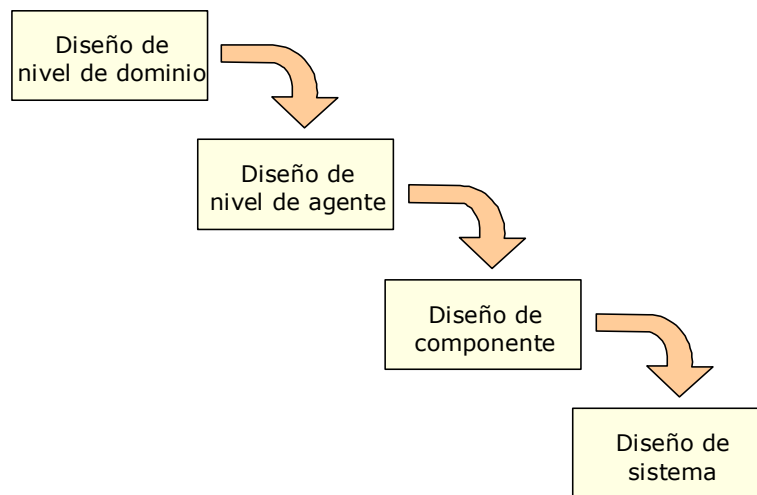 Diseño de
nivel de dominio
Diseño de
nivel de agente
Diseño de
componente
Diseño de
sistema